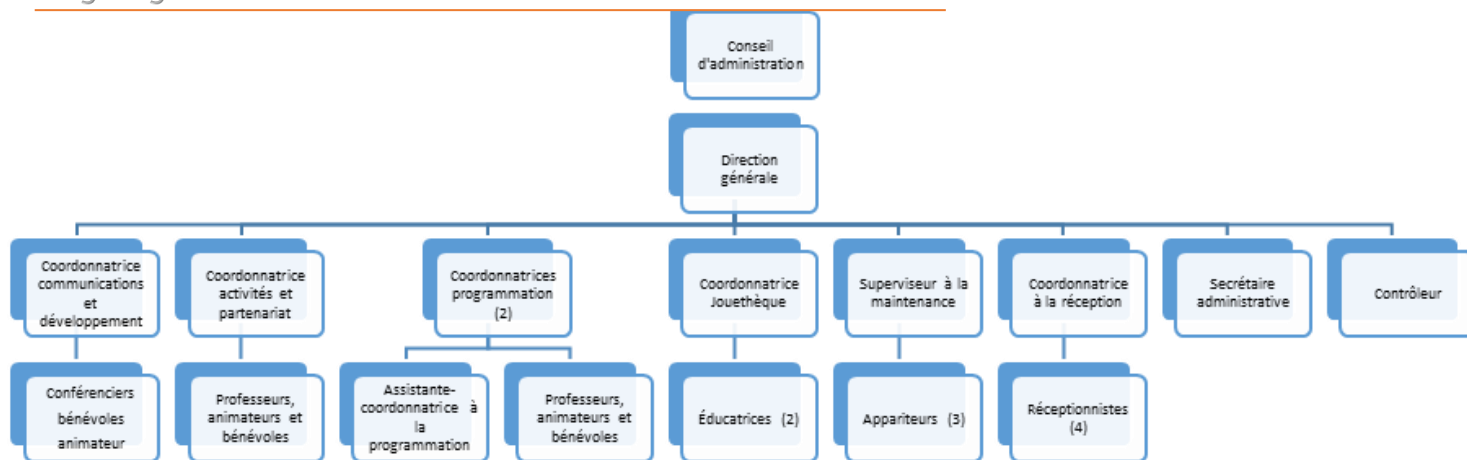 Conseil
d'administration
Direction
générale
Coordonnatrice
communications
et
développement
Coordonnatrice
activités et
partenariat
Coordonnatrices
programmation
(2)
Coordonnatrice
Jouethèque
Superviseur à la
maintenance
Coordonnatrice
à la réception
Secrétaire
administrative
Contrôleur
Conférenciers
bénévoles
animateur
Professeurs,
animateurs et
bénévoles
Assistante-
coordonnatrice à
la
programmation
Professeurs,
animateurs et
bénévoles
Éducatrices (2)
Appariteurs (3)
Réceptionnistes
(4)